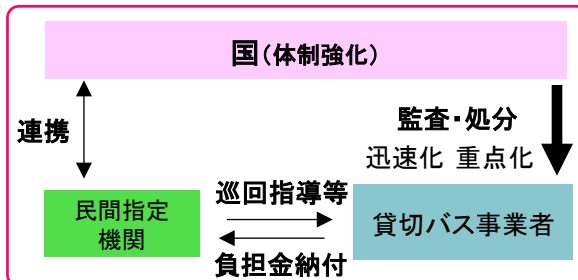 国(体制強化)
連携
監査・処分
迅速化 重点化
民間指定
機関
巡回指導等
負担金納付
貸切バス事業者